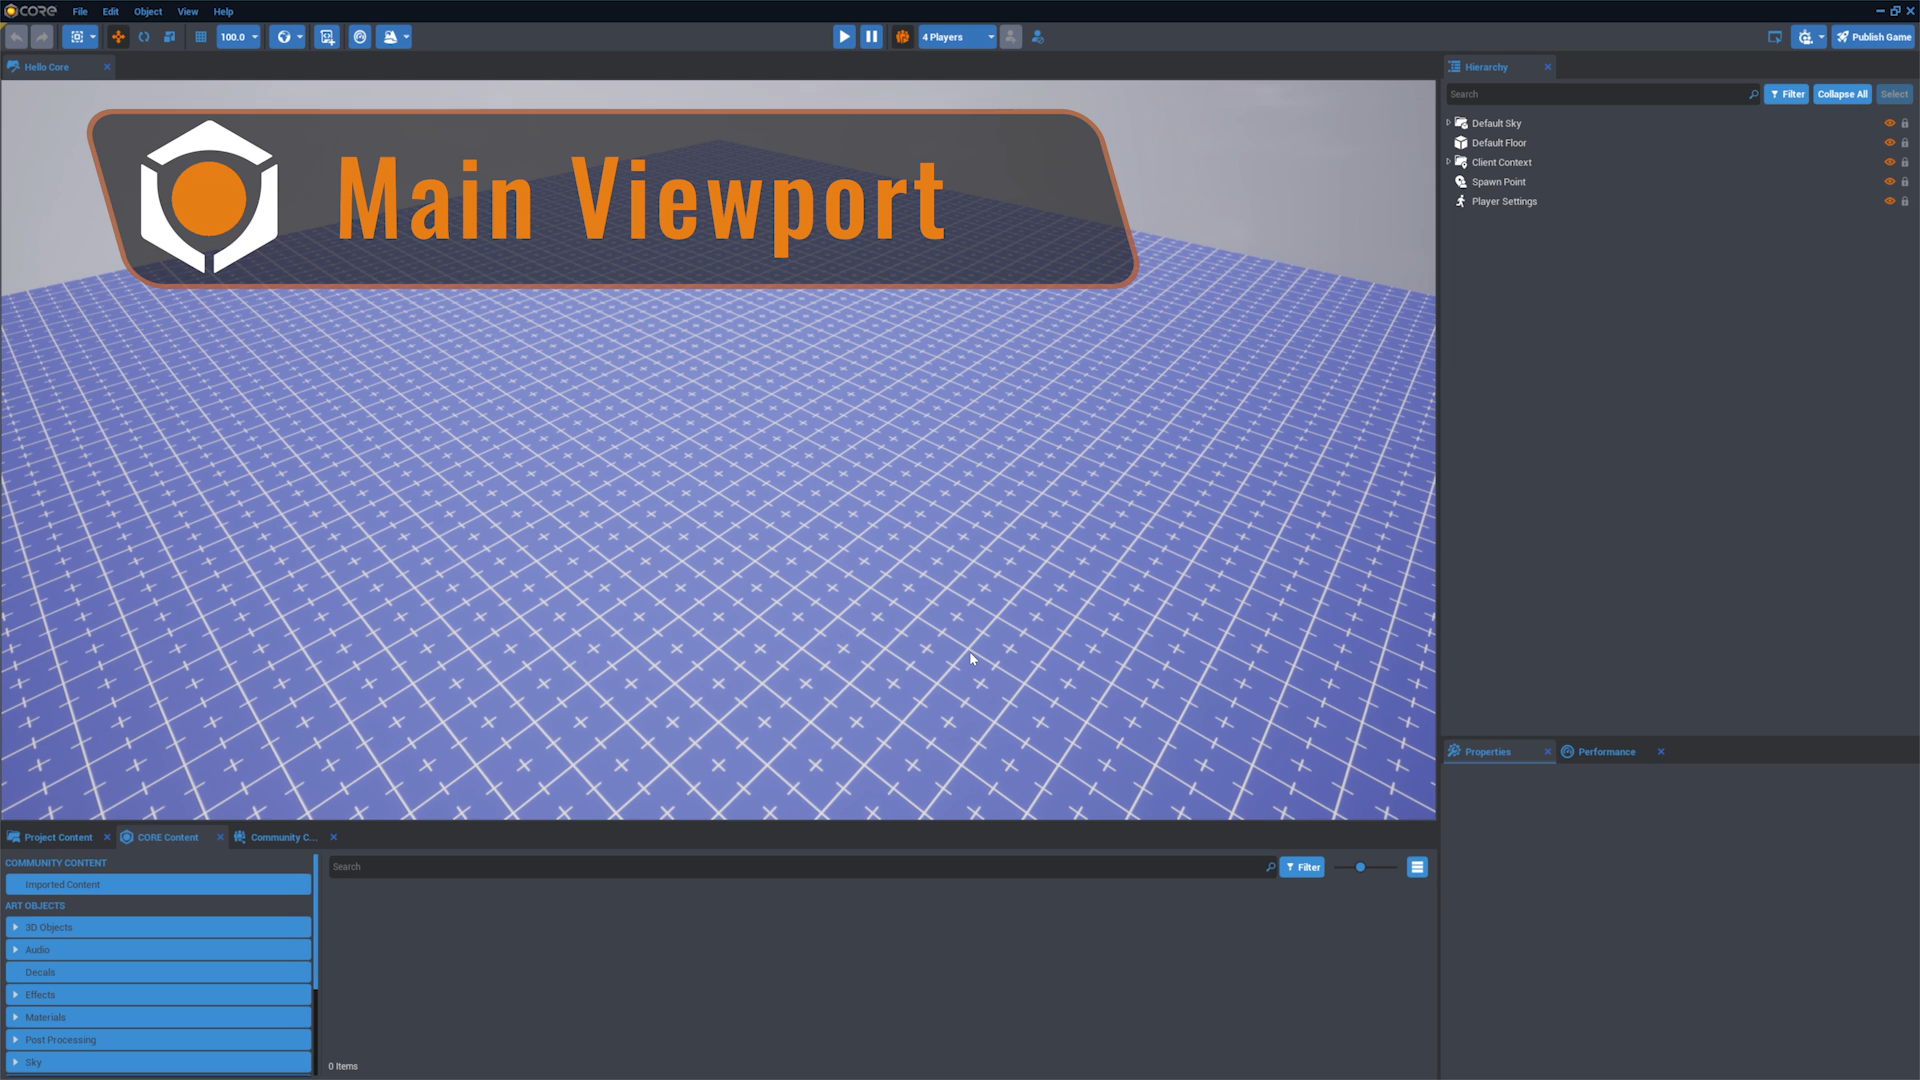 CORE File Edit Object View Help
100.0 4 Players Publish Game
Hello Core
Hierarchy
Search Filter Collapse All Select
Default Sky
Default Floor
Client Context
Spawn Point
Player Settings
Main Viewport
Properties Performance
Project Content CORE Content Community C...
COMMUNITY CONTENT
Search Filter
Imported Content
ART OBJECTS
3D Objects
Audio
Decals
Effects
Materials
Post Processing
Sky
0 Items